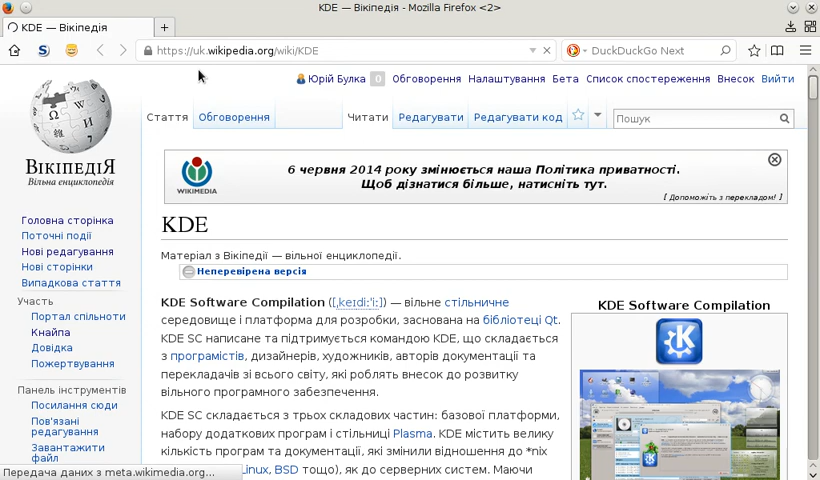 KDE — Вікіпедія - Mozilla Firefox <2>
KDE — Вікіпедія
https://uk.wikipedia.org/wiki/KDE
DuckDuckGo Next
Юрій Булка 0 Обговорення Налаштування Бета Список спостереження Внесок Вийти
Стаття Обговорення Читати Редагувати Редагувати код Пошук
ВікіпедіЯ
Вільна енциклопедія
WIKIMEDIA
6 червня 2014 року змінюється наша Політика приватності.
Щоб дізнатися більше, натисніть тут.
[ Допоможіть з перекладом! ]
Головна сторінка
Поточні події
Нові редагування
Нові сторінки
Випадкова стаття
Участь
Портал спільноти
Кнайпа
Довідка
Пожертвування
Панель інструментів
Посилання сюди
Пов'язані
редагування
Завантажити
файл
KDE
Матеріал з Вікіпедії — вільної енциклопедії.
Неперевірена версія
KDE Software Compilation ([ˌkeɪdiːˈiː]) — вільне стільничне
середовище і платформа для розробки, заснована на бібліотеці Qt.
KDE SC написане та підтримується командою KDE, що складається
з програмістів, дизайнерів, художників, авторів документації та
перекладачів зі всього світу, які роблять внесок до розвитку
вільного програмного забезпечення.
KDE SC складається з трьох складових частин: базової платформи,
набору додаткових програм і стільниці Plasma. KDE містить велику
кількість програм та документації, які змінили відношення до *nix
Linux, BSD тощо), як до серверних систем. Маючи
KDE Software Compilation
Передача даних з meta.wikimedia.org...